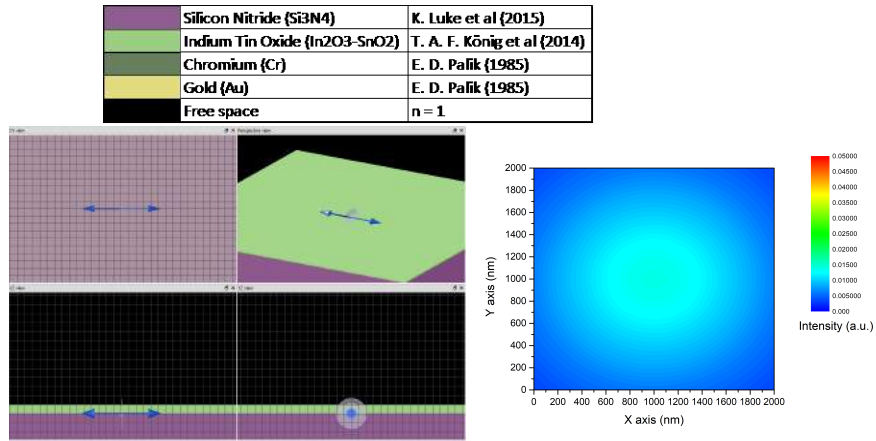 Silicon Nitride (Si3N4) K. Luke et al (2015)
Indium Tin Oxide (In2O3-SnO2) T. A. F. König et al (2014)
Chromium (Cr) E. D. Palik (1985)
Gold (Au) E. D. Palik (1985)
Free space n = 1
Perspective view
2000
1800
1600
1400
1200
1000
800
600
400
200
0
Y axis (nm)
0 200 400 600 800 1000 1200 1400 1600 1800 2000
X axis (nm)
0.05000
0.04500
0.04000
0.03500
0.03000
0.02500
0.02000
0.01500
0.01000
0.005000
0.000
Intensity (a.u.)